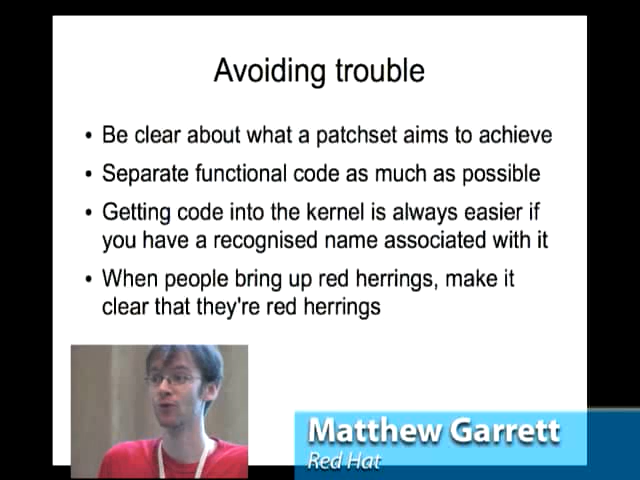 Avoiding trouble
• Be clear about what a patchset aims to achieve
• Separate functional code as much as possible
• Getting code into the kernel is always easier if
you have a recognised name associated with it
• When people bring up red herrings, make it
clear that they're red herrings
Matthew Garrett
Red Hat